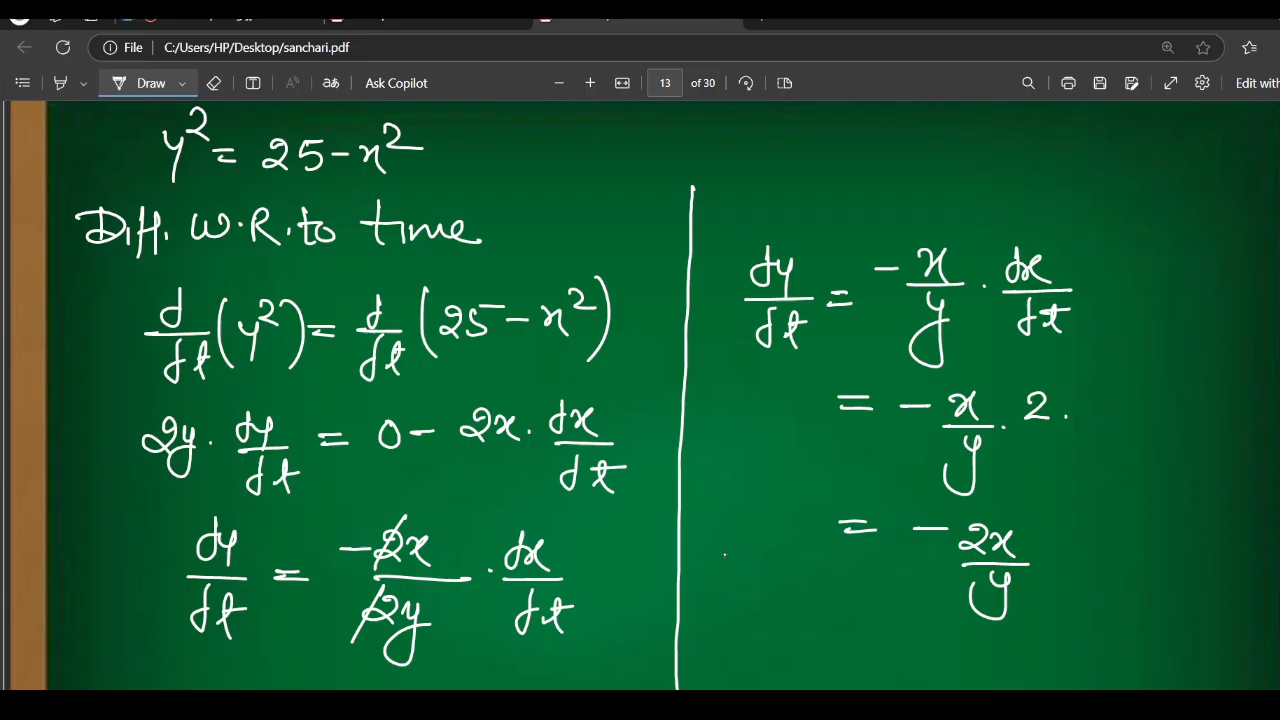 File C:/Users/HP/Desktop/sanchari.pdf
Draw aあ Ask Copilot 13 of 30 Edit with
y² = 25 - x²
Diff. W.R.to time
d/dt (y²) = d/dt (25 - x²)
2y · dy/dt = 0 - 2x · dx/dt
dy/dt = -2x/2y · dx/dt
dy/dt = -x/y · dx/dt
= -x/y · 2 ·
= -2x/y